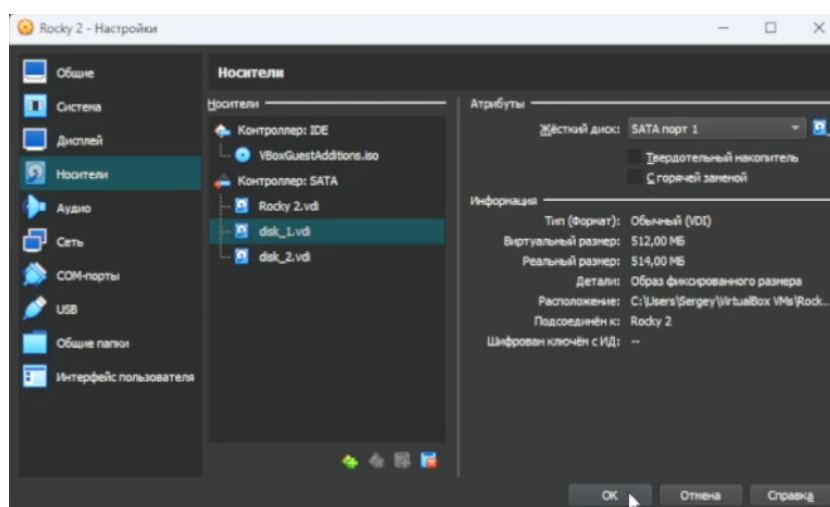 Rocky 2 - Настройки
Общие
Система
Дисплей
Носители
Аудио
Сеть
COM-порты
USB
Общие папки
Интерфейс пользователя
Носители
Носители
Контроллер: IDE
VBoxGuestAdditions.iso
Контроллер: SATA
Rocky 2.vdi
disk_1.vdi
disk_2.vdi
Атрибуты
Жёсткий диск: SATA порт 1
Твердотельный накопитель
С горячей заменой
Информация
Тип (Формат): Обычный (VDI)
Виртуальный размер: 512,00 МБ
Реальный размер: 514,00 МБ
Детали: Образ фиксированного размера
Расположение: C:\Users\Sergey\VirtualBox VMs\Rock...
Подсоединён к: Rocky 2
Шифрован ключём с ИД: --
OK Отмена Справка